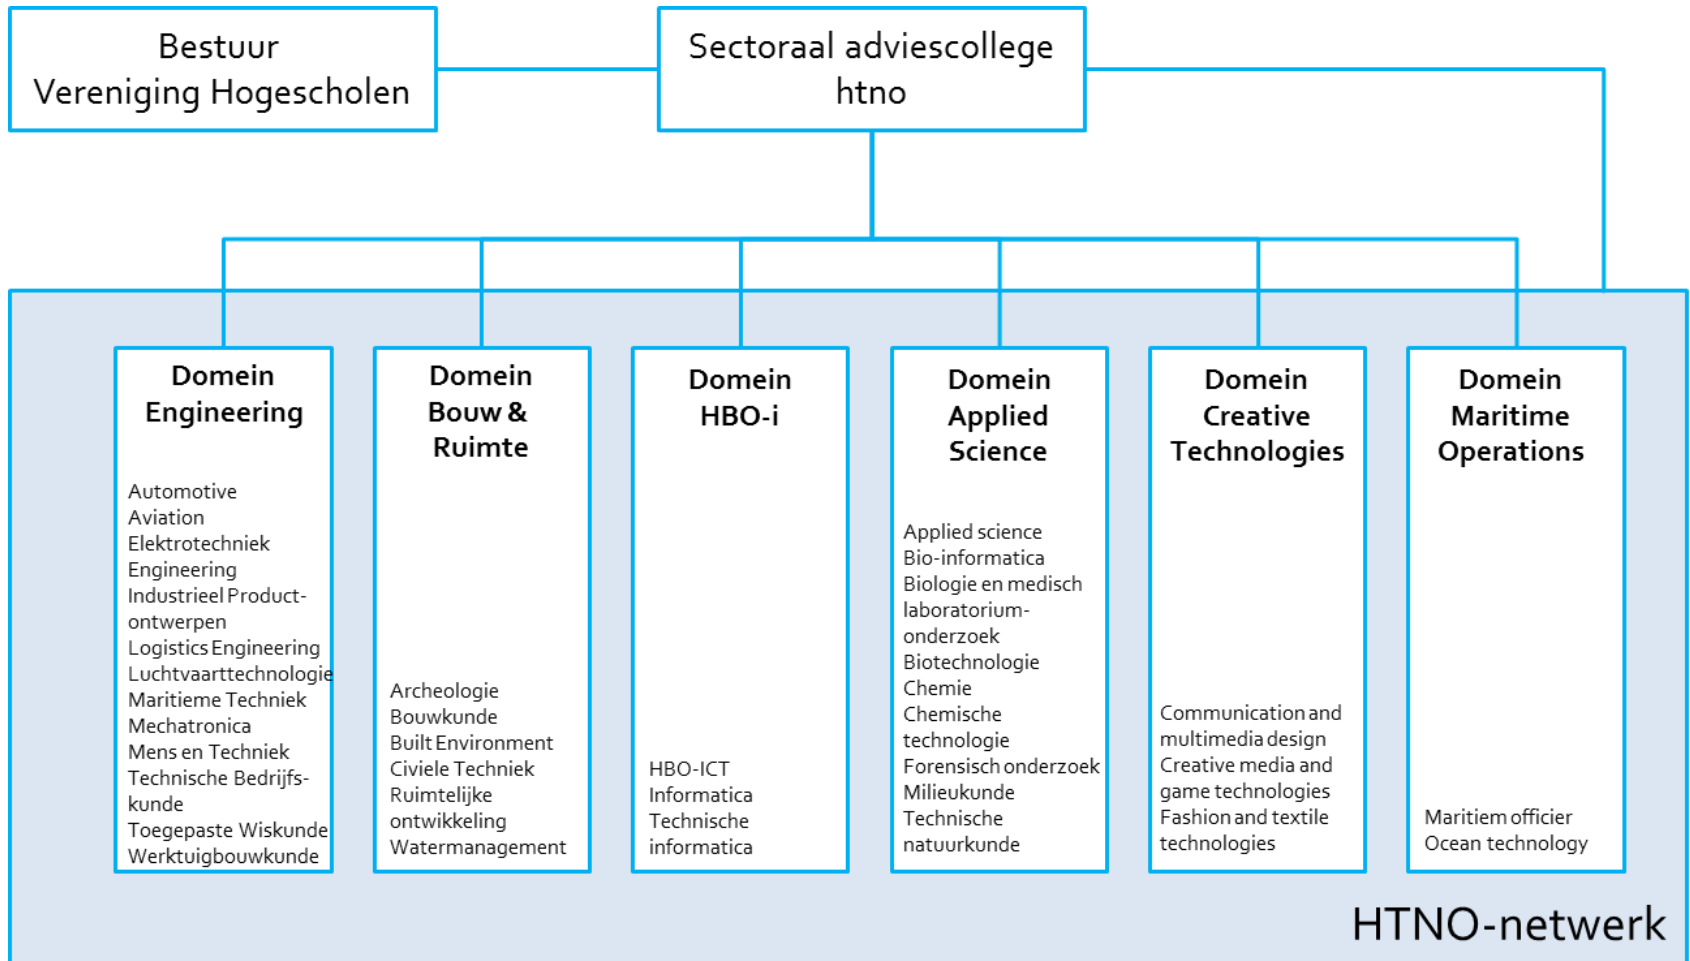 Bestuur
Vereniging Hogescholen
Sectoraal adviescollege
htno
Domein
Engineering
Automotive
Aviation
Elektrotechniek
Engineering
Industrieel Product-
ontwerpen
Logistics Engineering
Luchtvaarttechnologie
Maritieme Techniek
Mechatronica
Mens en Techniek
Technische Bedrijfs-
kunde
Toegepaste Wiskunde
Werktuigbouwkunde
Domein
Bouw &
Ruimte
Archeologie
Bouwkunde
Built Environment
Civiele Techniek
Ruimtelijke
ontwikkeling
Watermanagement
Domein
HBO-i
HBO-ICT
Informatica
Technische
informatica
Domein
Applied
Science
Applied science
Bio-informatica
Biologie en medisch
laboratorium-
onderzoek
Biotechnologie
Chemie
Chemische
technologie
Forensisch onderzoek
Milieukunde
Technische
natuurkunde
Domein
Creative
Technologies
Communication and
multimedia design
Creative media and
game technologies
Fashion and textile
technologies
Domein
Maritime
Operations
Maritiem officier
Ocean technology
HTNO-netwerk